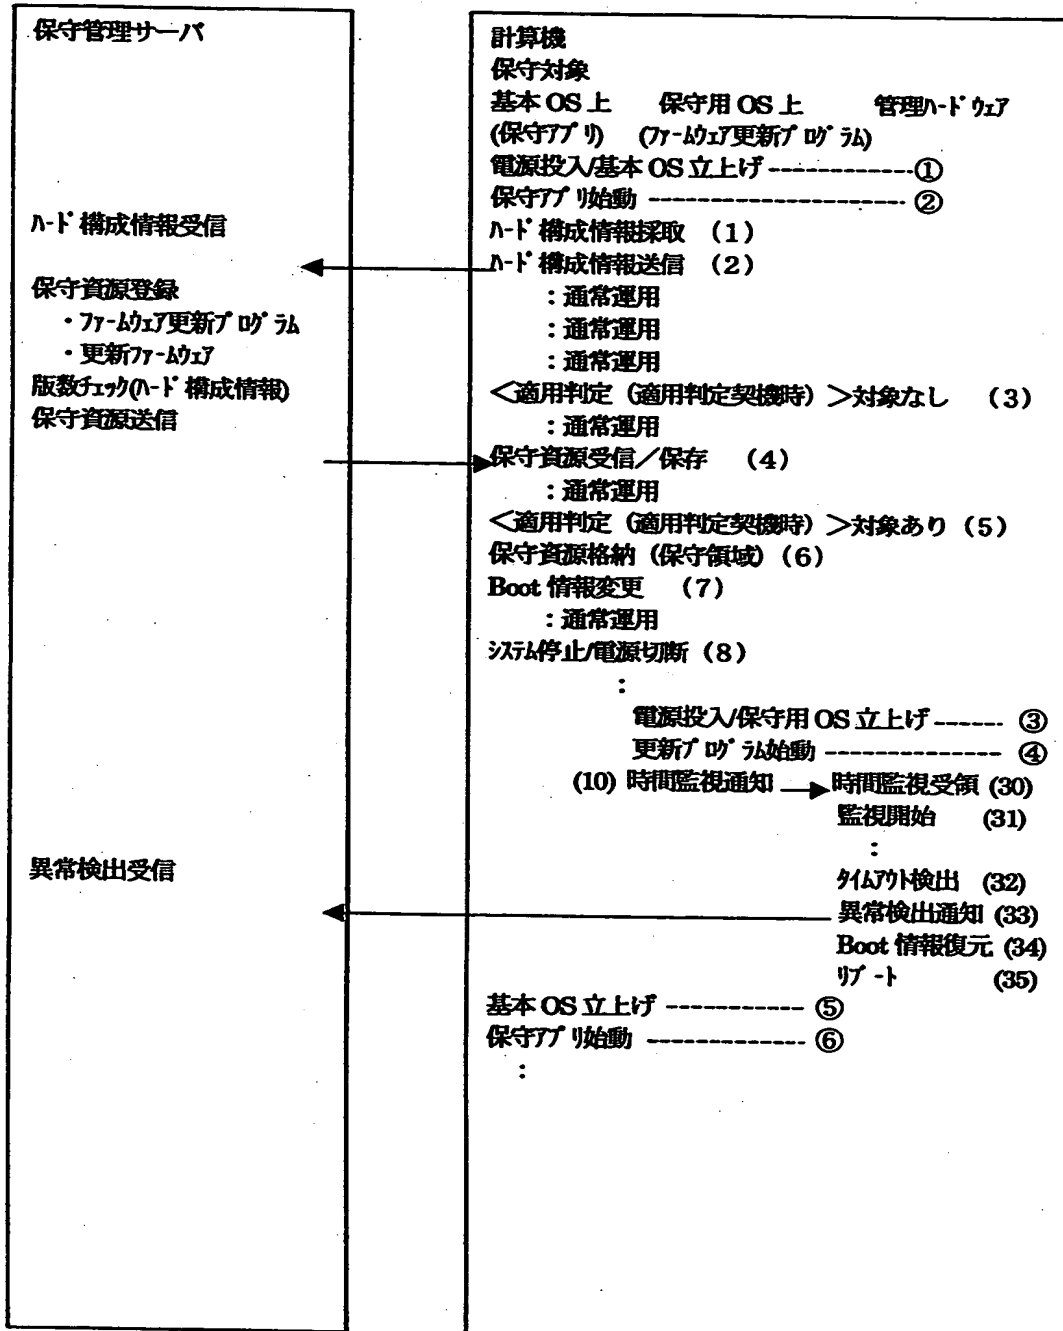 保守管理サーバ
ハード構成情報受信
保守資源登録
・ファームウェア更新プログラム
・更新ファームウェア
版数チェック(ハード構成情報)
保守資源送信
異常検出受信
計算機
保守対象
基本OS上 保守用OS上 管理ハードウェア
(保守アプリ) (ファームウェア更新プログラム)
電源投入/基本OS立上げ-------------①
保守アプリ始動 ---------------------- ②
ハード構成情報採取 (1)
ハード構成情報送信 (2)
:通常運用
:通常運用
:通常運用
<適用判定(適用判定契機時)>対象なし (3)
:通常運用
保守資源受信/保存 (4)
:通常運用
<適用判定(適用判定契機時)>対象あり(5)
保守資源格納(保守領域)(6)
Boot情報変更 (7)
:通常運用
システム停止/電源切断(8)
:
電源投入/保守用OS立上げ------ ③
更新プログラム始動 --------------- ④
(10) 時間監視通知 時間監視受領 (30)
監視開始 (31)
:
タイムアウト検出 (32)
異常検出通知 (33)
Boot情報復元 (34)
リブート (35)
基本OS立上げ ------------ ⑤
保守アプリ始動 ------------- ⑥
: